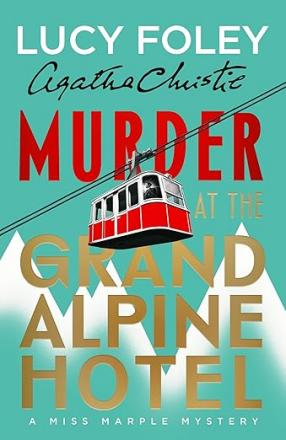 LUCY FOLEY
Agatha Christie
MURDER
AT THE
GRAND
ALPINE
HOTEL
A MISS MARPLE MYSTERY